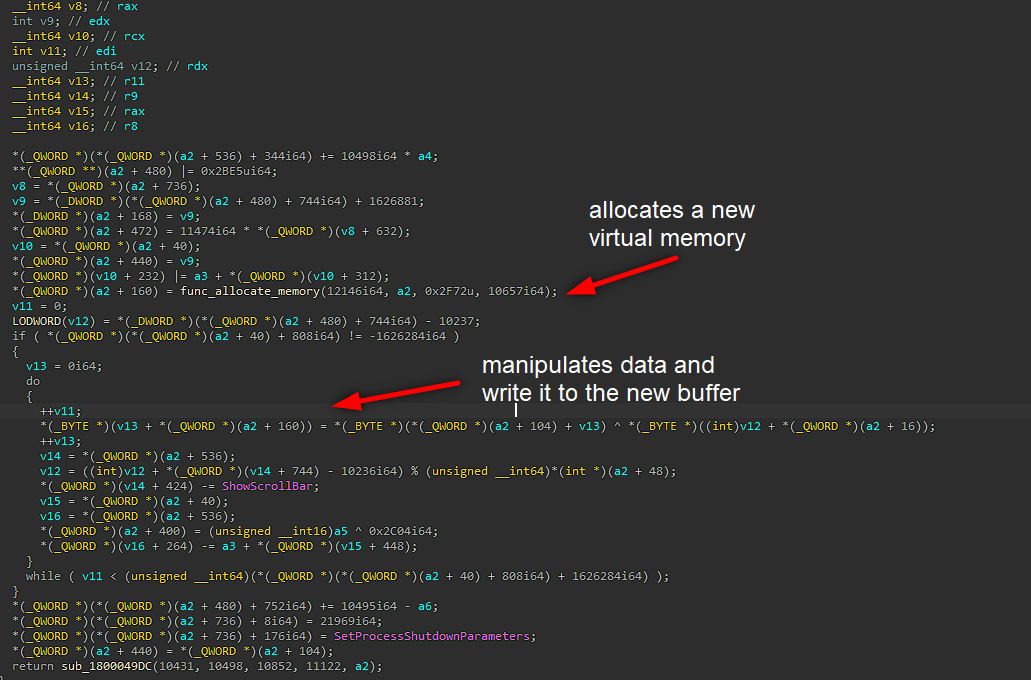 __int64 v8; // rax
int v9; // edx
__int64 v10; // rcx
int v11; // edi
unsigned __int64 v12; // rdx
__int64 v13; // r11
__int64 v14; // r9
__int64 v15; // rax
__int64 v16; // r8
*(_QWORD *)(*(_QWORD *)(a2 + 536) + 344i64) += 10498i64 * a4;
**(_QWORD **)(a2 + 480) |= 0x2BE5ui64;
v8 = *(_QWORD *)(a2 + 736);
v9 = *(_DWORD *)(*(_QWORD *)(a2 + 480) + 744i64) + 1626881;
*(_DWORD *)(a2 + 168) = v9;
*(_QWORD *)(a2 + 472) = 11474i64 * *(_QWORD *)(v8 + 632);
v10 = *(_QWORD *)(a2 + 40);
*(_QWORD *)(a2 + 440) = v9;
*(_QWORD *)(v10 + 232) |= a3 + *(_QWORD *)(v10 + 312);
*(_QWORD *)(a2 + 160) = func_allocate_memory(12146i64, a2, 0x2F72u, 10657i64);
allocates a new
virtual memory
v11 = 0;
LODWORD(v12) = *(_DWORD *)(*(_QWORD *)(a2 + 480) + 744i64) - 10237;
if ( *(_QWORD *)(*(_QWORD *)(a2 + 40) + 808i64) != -1626284i64 )
{
v13 = 0i64;
do
{
manipulates data and
write it to the new buffer
++v11;
*(_BYTE *)(v13 + *(_QWORD *)(a2 + 160)) = *(_BYTE *)(*(_QWORD *)(a2 + 104) + v13) ^ *(_BYTE *)((int)v12 + *(_QWORD *)(a2 + 16));
++v13;
v14 = *(_QWORD *)(a2 + 536);
v12 = ((int)v12 + *(_QWORD *)(v14 + 744) - 10236i64) % (unsigned __int64)*(int *)(a2 + 48);
*(_QWORD *)(v14 + 424) -= ShowScrollBar;
v15 = *(_QWORD *)(a2 + 40);
v16 = *(_QWORD *)(a2 + 536);
*(_QWORD *)(a2 + 400) = (unsigned __int16)a5 ^ 0x2C04i64;
*(_QWORD *)(v16 + 264) -= a3 + *(_QWORD *)(v15 + 448);
}
while ( v11 < (unsigned __int64)(*(_QWORD *)(*(_QWORD *)(a2 + 40) + 808i64) + 1626284i64) );
}
*(_QWORD *)(*(_QWORD *)(a2 + 480) + 752i64) += 10495i64 - a6;
*(_QWORD *)(*(_QWORD *)(a2 + 736) + 8i64) = 21969i64;
*(_QWORD *)(*(_QWORD *)(a2 + 736) + 176i64) = SetProcessShutdownParameters;
*(_QWORD *)(a2 + 440) = *(_QWORD *)(a2 + 104);
return sub_1800049DC(10431, 10498, 10852, 11122, a2);